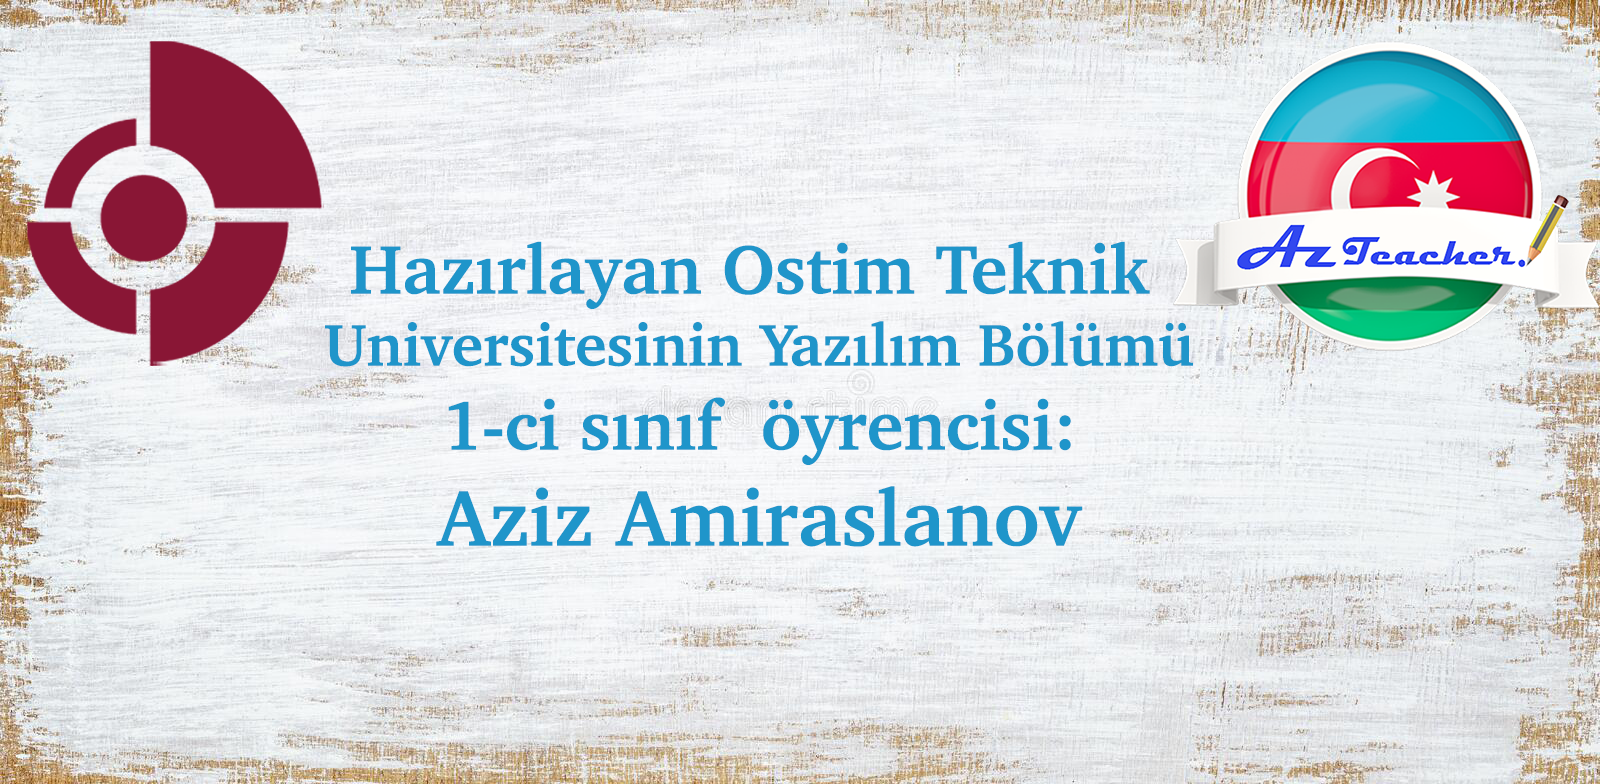 Az Teacher.
Hazırlayan Ostim Teknik
Universitesinin Yazılım Bölümü
1-ci sınıf öyrencisi:
Aziz Amiraslanov